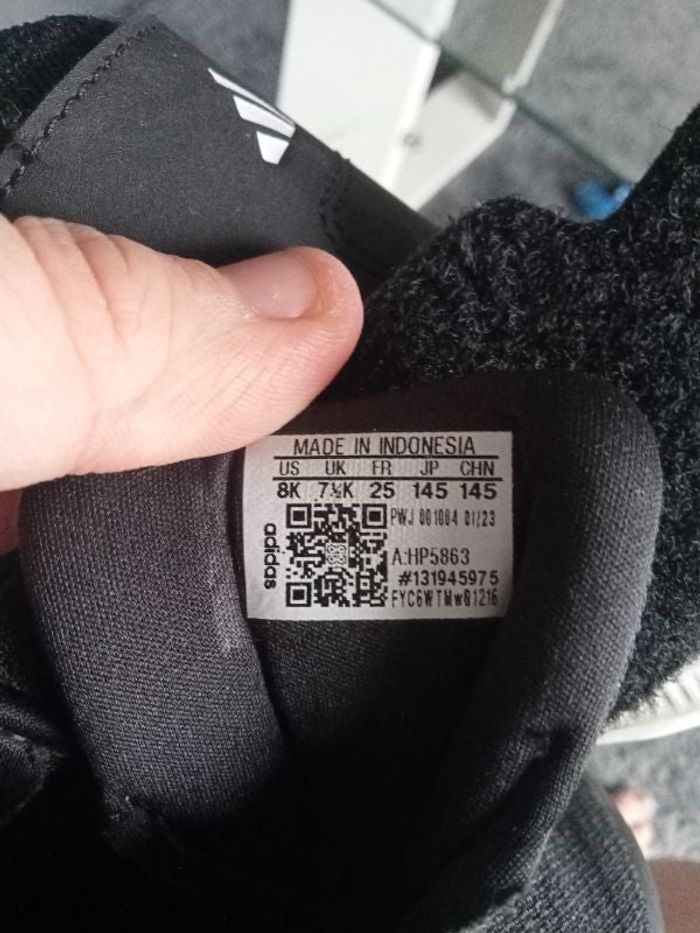 MADE IN INDONESIA
US UK FR JP CHN
8K 7½K 25 145 145
PWJ 001004 01/23
A:HP5863
#131945975
FYC6WTMw01216
adidas